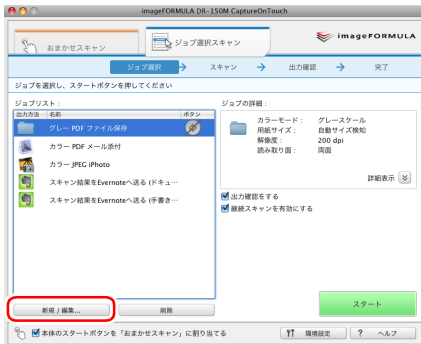 imageFORMULA DR-150M CaptureOnTouch
おまかせスキャン
ジョブ選択スキャン
imageFORMULA
ジョブ選択
スキャン
出力確認
完了
ジョブを選択し、スタートボタンを押してください
ジョブリスト：
出力方法 名前 ボタン
グレー PDF ファイル保存
カラー PDF メール添付
カラー JPEG iPhoto
スキャン結果をEvernoteへ送る (ドキュ…
スキャン結果をEvernoteへ送る (手書き…
新規 / 編集...
削除
ジョブの詳細：
カラーモード： グレースケール
用紙サイズ： 自動サイズ検知
解像度： 200 dpi
読み取り面： 両面
詳細表示
出力確認をする
継続スキャンを有効にする
スタート
本体のスタートボタンを「おまかせスキャン」に割り当てる
環境設定
? ヘルプ